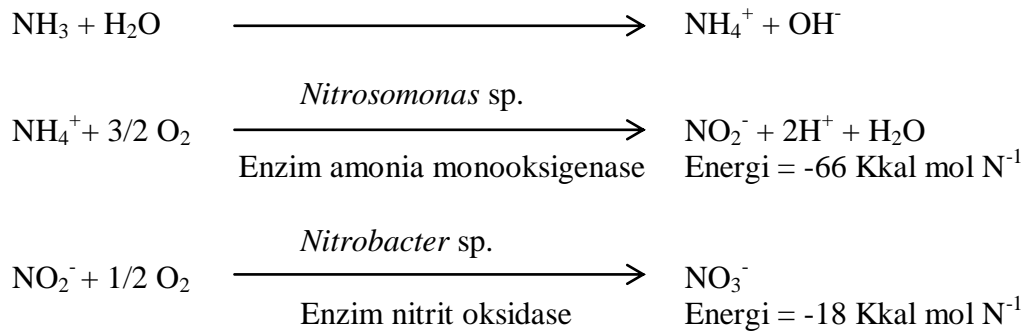 NH₃ + H₂O ⟶ NH₄⁺ + OH⁻
Nitrosomonas sp.
NH₄⁺ + 3/2 O₂ ⟶ NO₂⁻ + 2H⁺ + H₂O
Enzim amonia monooksigenase Energi = -66 Kkal mol N⁻¹
Nitrobacter sp.
NO₂⁻ + 1/2 O₂ ⟶ NO₃⁻
Enzim nitrit oksidase Energi = -18 Kkal mol N⁻¹